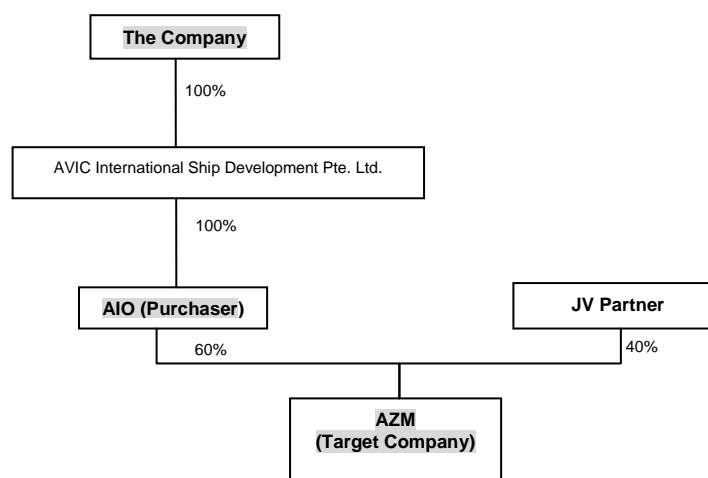 The Company
100%
AVIC International Ship Development Pte. Ltd.
100%
AIO (Purchaser)
JV Partner
60%
40%
AZM
(Target Company)